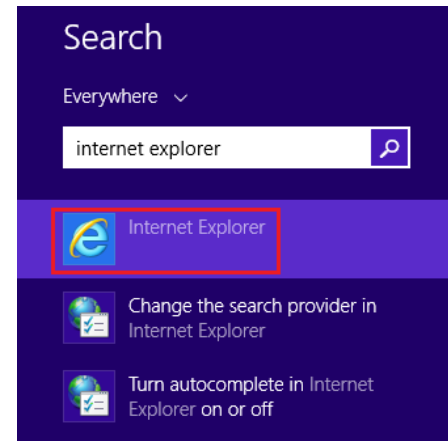 Search
Everywhere
internet explorer
Internet Explorer
Change the search provider in
Internet Explorer
Turn autocomplete in Internet
Explorer on or off